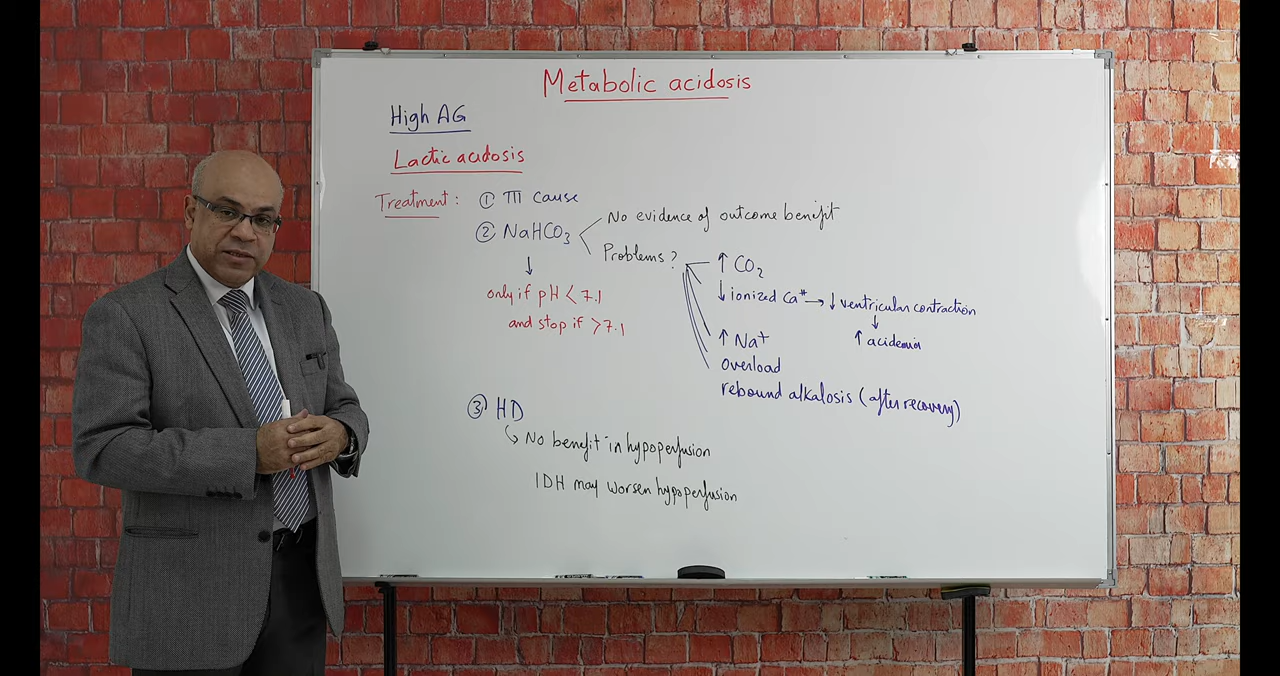 Metabolic acidosis
High AG
Lactic acidosis
Treatment: ① TTT Cause
② NaHCO₃
No evidence of outcome benefit
Problems?
↑ CO₂
↓ ionized Ca⁺⁺ → ↓ ventricular contraction
↓
↑ acidemia
↑ Na⁺
overload
rebound alkalosis (after recovery)
↓
only if pH < 7.1
and stop if > 7.1
③ HD
↳ No benefit in hypoperfusion
IDH may worsen hypoperfusion